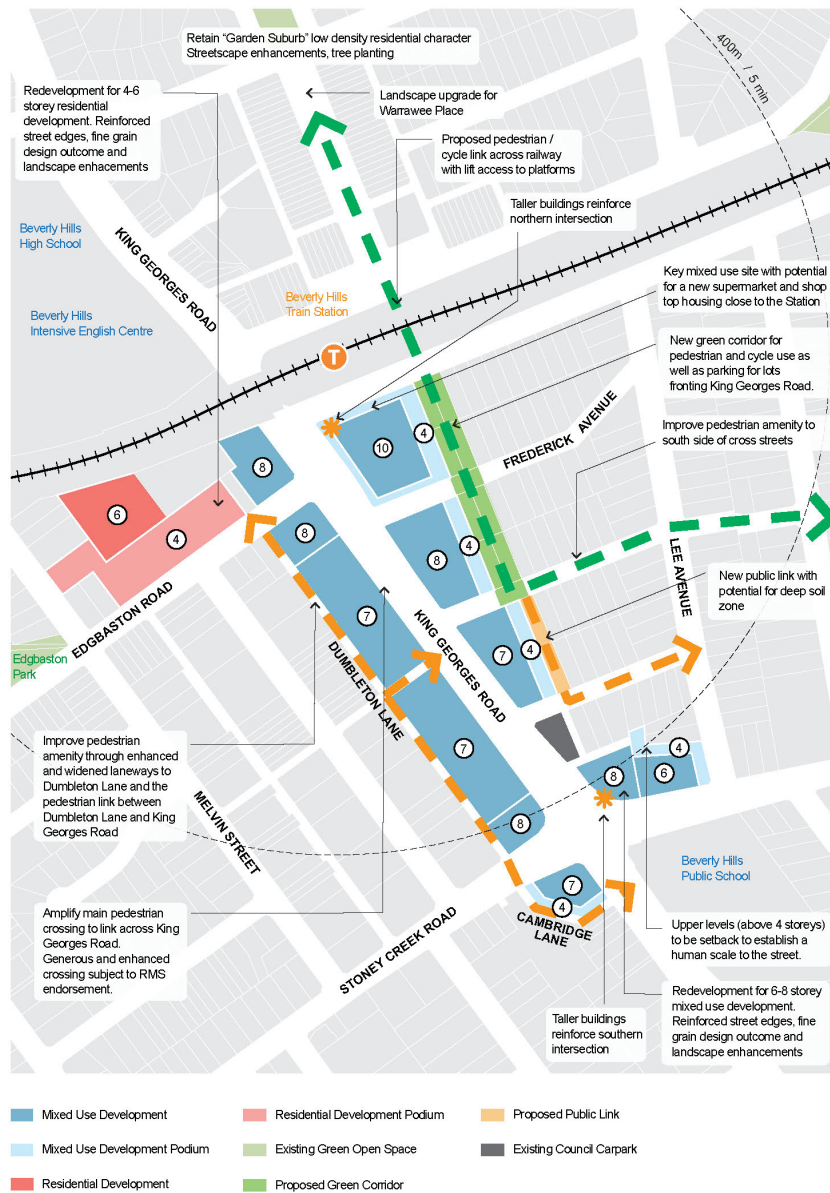 Retain “Garden Suburb” low density residential character
Streetscape enhancements, tree planting
400m / 5 min
Redevelopment for 4-6
storey residential
development. Reinforced
street edges, fine grain
design outcome and
landscape enhacements
Landscape upgrade for
Warrawee Place
Proposed pedestrian /
cycle link across railway
with lift access to platforms
Taller buildings reinforce
northern intersection
Beverly Hills
High School
KING GEORGES ROAD
Beverly Hills
Intensive English Centre
Beverly Hills
Train Station
T
Key mixed use site with potential
for a new supermarket and shop
top housing close to the Station
New green corridor for
pedestrian and cycle use as
well as parking for lots
fronting King Georges Road.
Improve pedestrian amenity to
south side of cross streets
FREDERICK AVENUE
10
4
8
6
4
8
8
4
7
LEE AVENUE
New public link with
potential for deep soil
zone
EDGBASTON ROAD
Edgbaston
Park
KING GEORGES ROAD
DUMBLETON LANE
7
4
7
Improve pedestrian
amenity through enhanced
and widened laneways to
Dumbleton Lane and the
pedestrian link between
Dumbleton Lane and King
Georges Road
MELVIN STREET
8
4
6
8
Beverly Hills
Public School
7
4
CAMBRIDGE
LANE
STONEY CREEK ROAD
Amplify main pedestrian
crossing to link across King
Georges Road.
Generous and enhanced
crossing subject to RMS
endorsement.
Upper levels (above 4 storeys)
to be setback to establish a
human scale to the street.
Taller buildings
reinforce southern
intersection
Redevelopment for 6-8 storey
mixed use development.
Reinforced street edges, fine
grain design outcome and
landscape enhancements
Mixed Use Development
Residential Development Podium
Proposed Public Link
Mixed Use Development Podium
Existing Green Open Space
Existing Council Carpark
Residential Development
Proposed Green Corridor